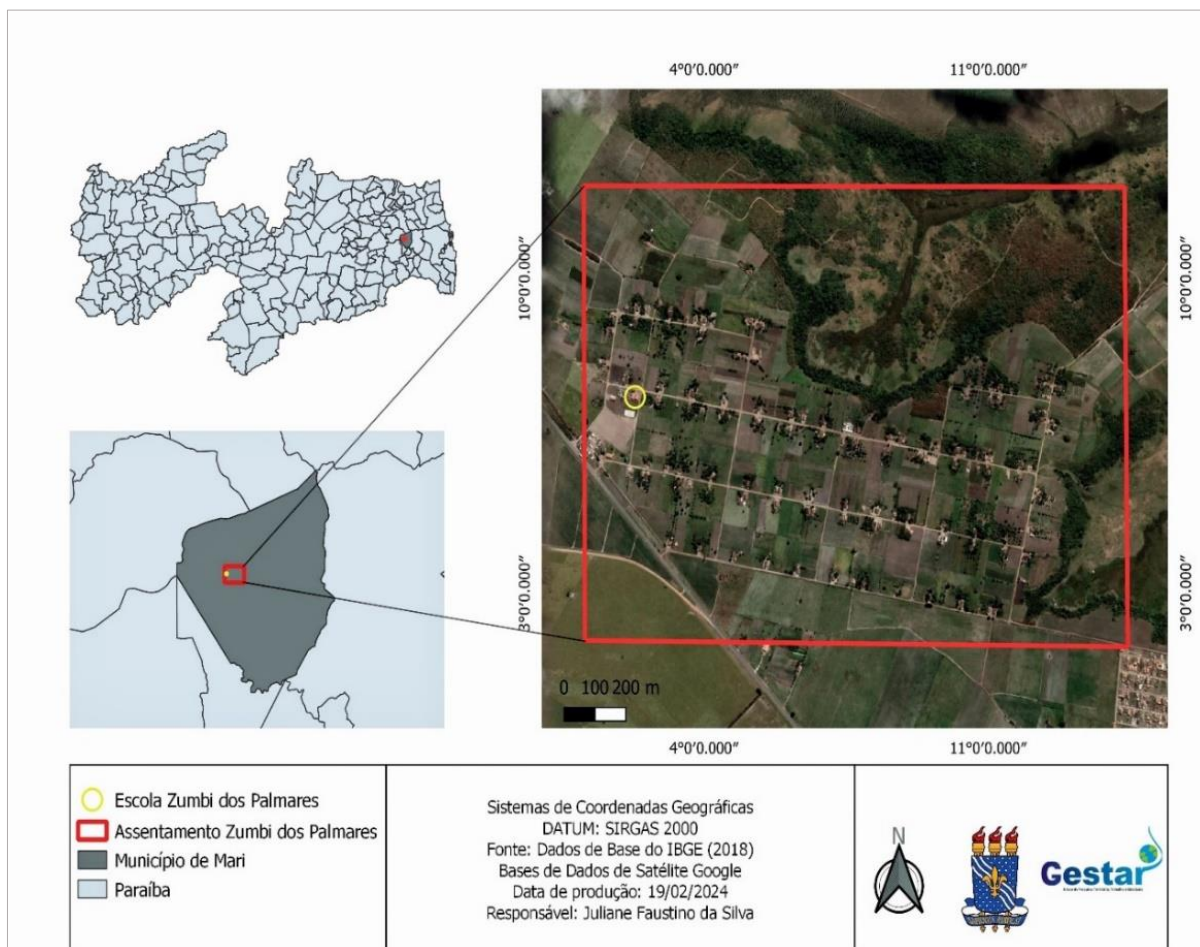 4°0'0.000"
11°0'0.000"
10°0'0.000"
10°0'0.000"
3°0'0.000"
3°0'0.000"
0 100 200 m
4°0'0.000"
11°0'0.000"
Escola Zumbi dos Palmares
Assentamento Zumbi dos Palmares
Município de Mari
Paraíba
Sistemas de Coordenadas Geográficas
DATUM: SIRGAS 2000
Fonte: Dados de Base do IBGE (2018)
Bases de Dados de Satélite Google
Data de produção: 19/02/2024
Responsável: Juliane Faustino da Silva
N
Gestar